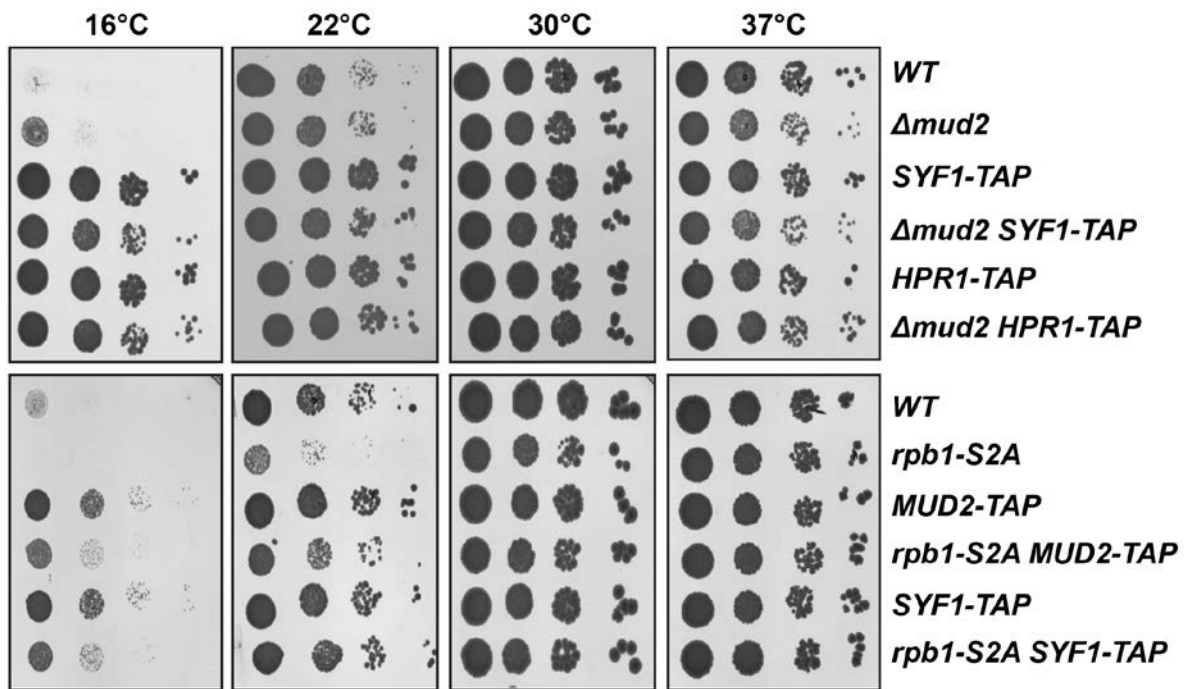 16°C 22°C 30°C 37°C
WT
Δmud2
SYF1-TAP
Δmud2 SYF1-TAP
HPR1-TAP
Δmud2 HPR1-TAP
WT
rpb1-S2A
MUD2-TAP
rpb1-S2A MUD2-TAP
SYF1-TAP
rpb1-S2A SYF1-TAP